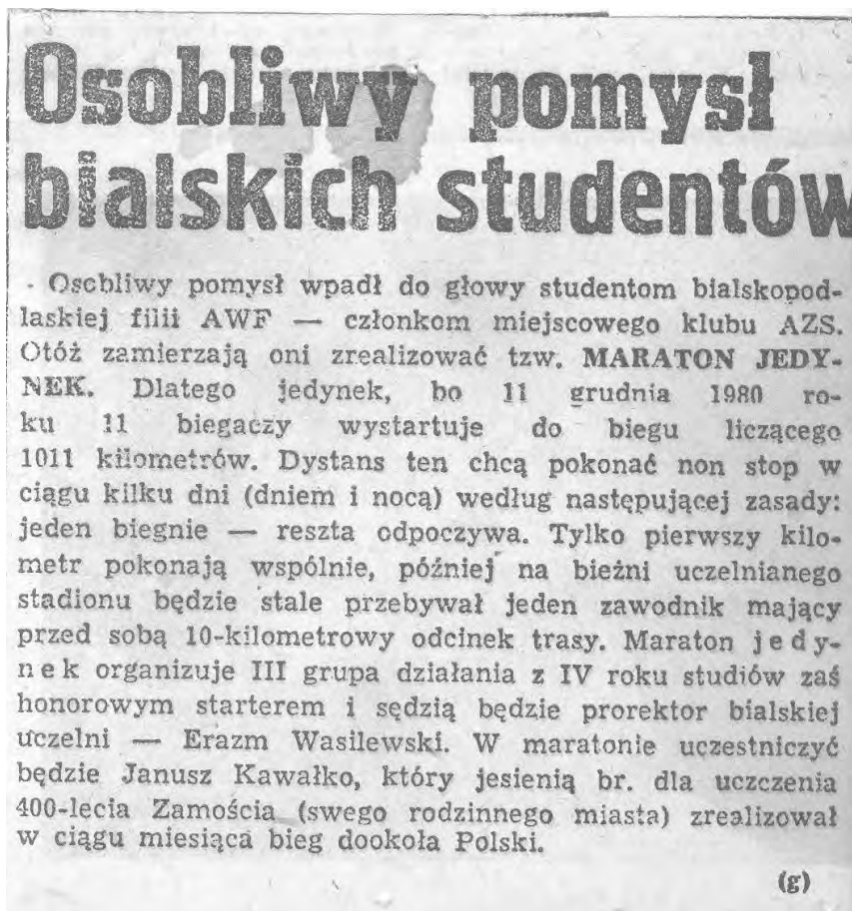 Osobliwy pomysł
bialskich studentów
Osobliwy pomysł wpadł do głowy studentom bialskopod-
laskiej filii AWF — członkom miejscowego klubu AZS.
Otóż zamierzają oni zrealizować tzw. MARATON JEDY-
NEK. Dlatego jedynek, bo 11 grudnia 1980 ro-
ku 11 biegaczy wystartuje do biegu liczącego
1011 kilometrów. Dystans ten chcą pokonać non stop w
ciągu kilku dni (dniem i nocą) według następującej zasady:
jeden biegnie — reszta odpoczywa. Tylko pierwszy kilo-
metr pokonają wspólnie, później na bieżni uczelnianego
stadionu będzie stale przebywał jeden zawodnik mający
przed sobą 10-kilometrowy odcinek trasy. Maraton jedy-
nek organizuje III grupa działania z IV roku studiów zaś
honorowym starterem i sędzią będzie prorektor bialskiej
uczelni — Erazm Wasilewski. W maratonie uczestniczyć
będzie Janusz Kawałko, który jesienią br. dla uczczenia
400-lecia Zamościa (swego rodzinnego miasta) zrealizował
w ciągu miesiąca bieg dookoła Polski.
(g)